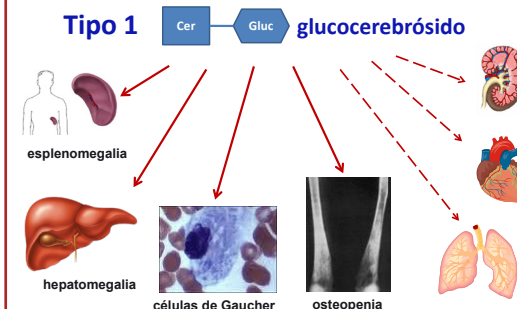 Tipo 1 Cer Gluc glucocerebrósido
esplenomegalia
hepatomegalia
células de Gaucher osteopenia